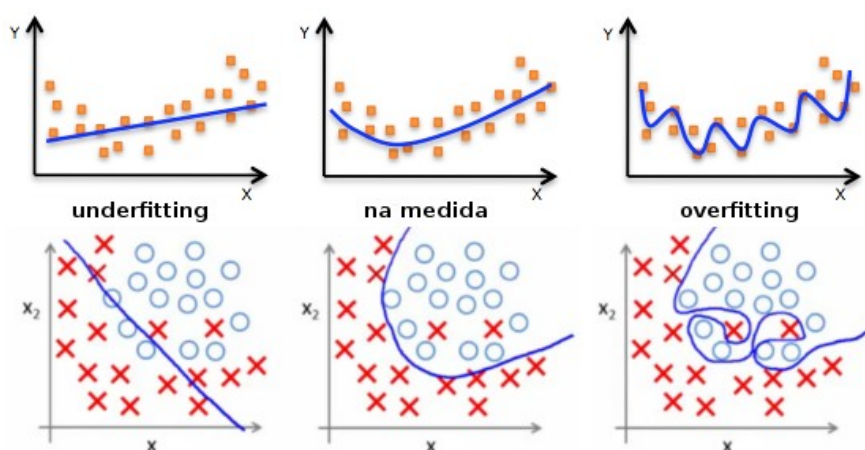 Y Y Y
X X X
underfitting na medida overfitting
X2 X2 X2
X X X